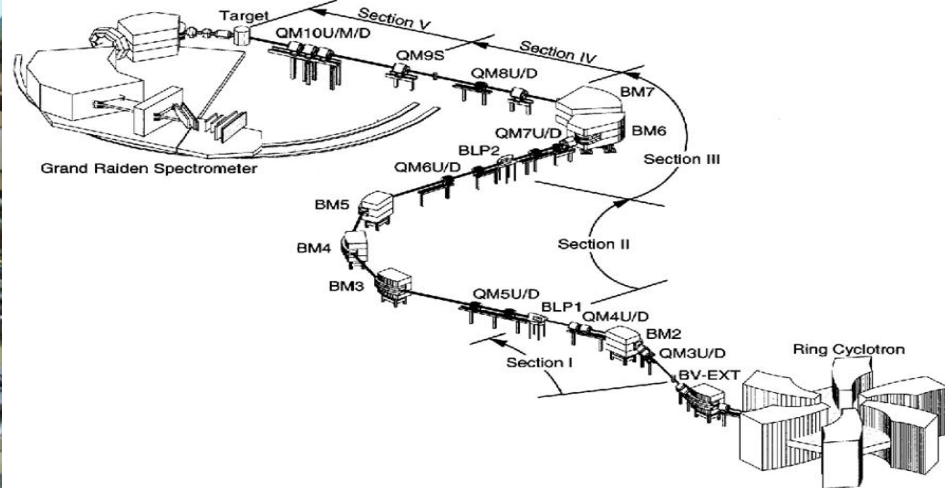 Target
Section V
QM10U/M/D
QM9S
Section IV
QM8U/D
BM7
BM6
QM7U/D
BLP2
Section III
QM6U/D
Grand Raiden Spectrometer
BM5
BM4
Section II
BM3
QM5U/D
BLP1
QM4U/D
BM2
QM3U/D
Ring Cyclotron
Section I
BV-EXT